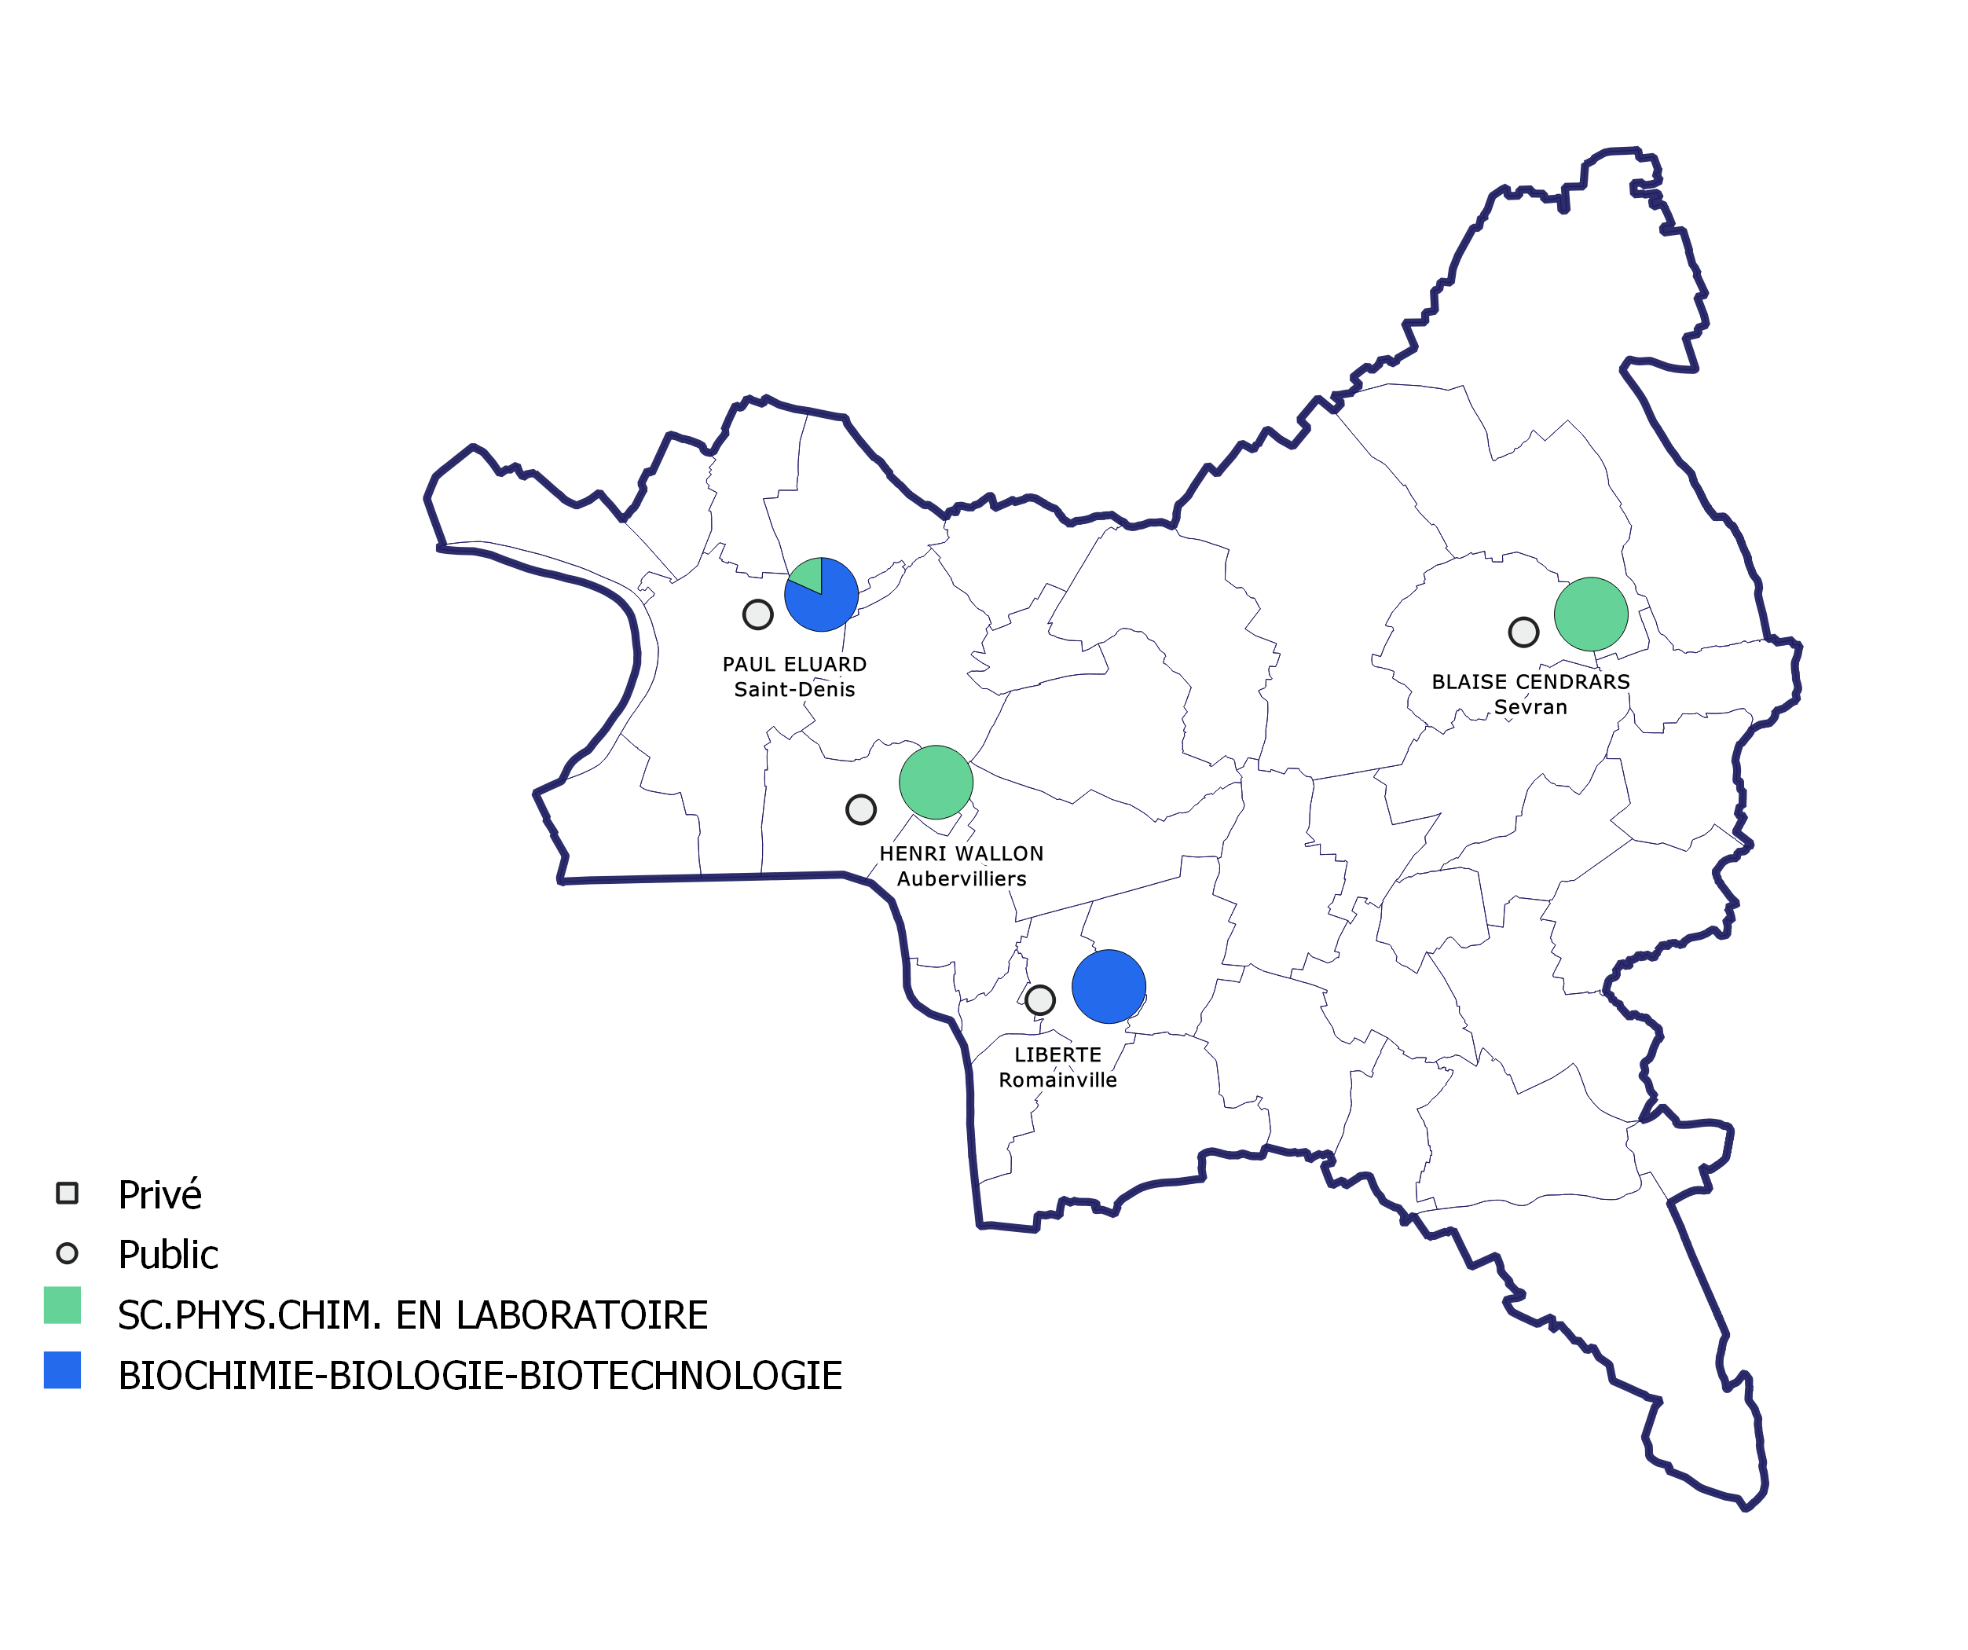 PAUL ELUARD
Saint-Denis
BLAISE CENDRARS
Sevran
HENRI WALLON
Aubervilliers
LIBERTE
Romainville
Privé
Public
SC.PHYS.CHIM. EN LABORATOIRE
BIOCHIMIE-BIOLOGIE-BIOTECHNOLOGIE